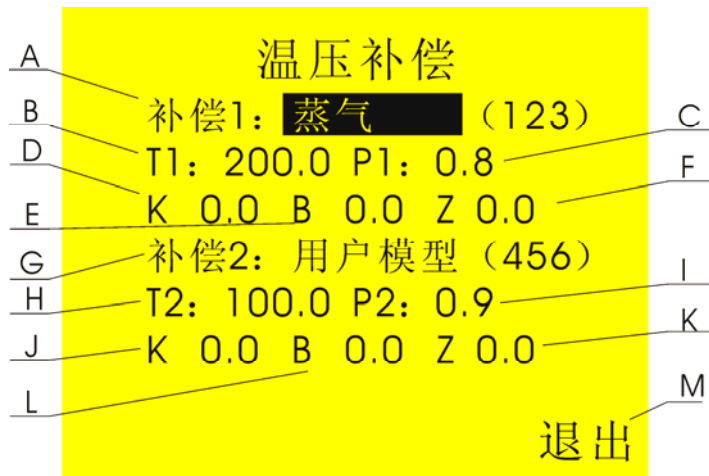 温压补偿
A
补偿1：蒸气（123）
B
C
T1：200.0 P1：0.8
D
F
K 0.0 B 0.0 Z 0.0
E
G
补偿2：用户模型（456）
H
I
T2：100.0 P2：0.9
J
K
K 0.0 B 0.0 Z 0.0
L
M
退出